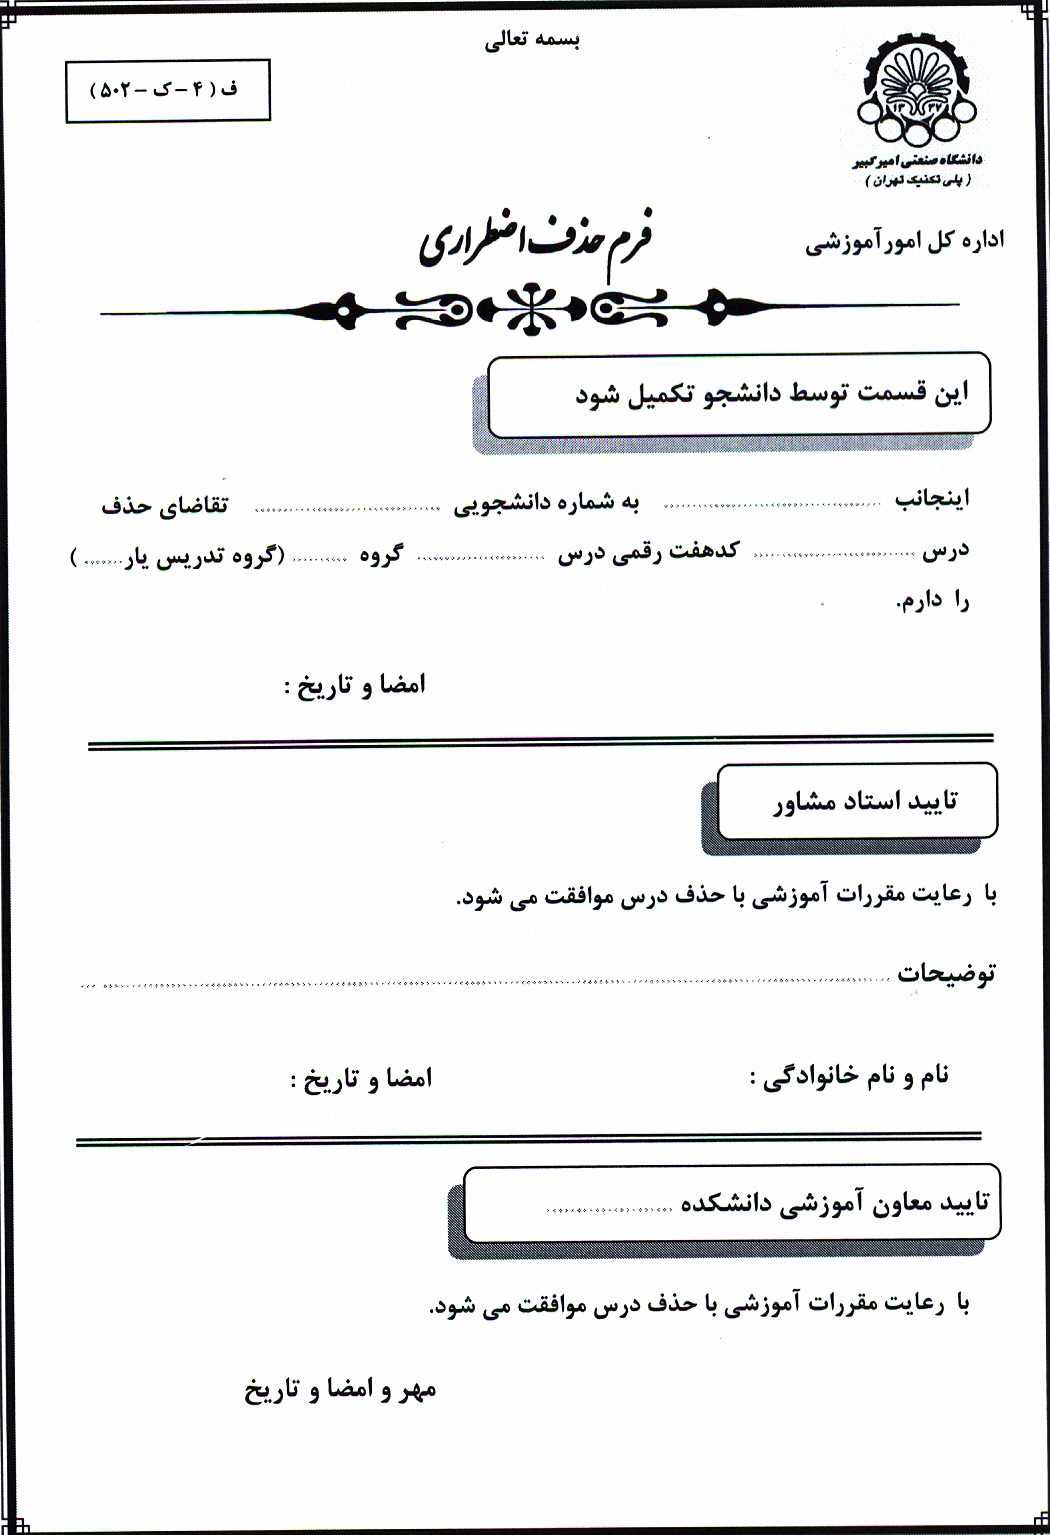 بسمه تعالی
ف ( ۴ – ک – ۵۰۲ )
۱۳ ۳۷
دانشگاه صنعتی امیرکبیر
( پلی تکنیک تهران )
اداره کل امورآموزشی
فرم حذف اضطراری
این قسمت توسط دانشجو تکمیل شود
اینجانب .................... به شماره دانشجویی .................... تقاضای حذف
درس .................... کدهفت رقمی درس .................... گروه .......... (گروه تدریس یار....... )
را دارم.
امضا و تاریخ :
تایید استاد مشاور
با رعایت مقررات آموزشی با حذف درس موافقت می شود.
توضیحات ........................................ ...
نام و نام خانوادگی : امضا و تاریخ :
تایید معاون آموزشی دانشکده ....................
با رعایت مقررات آموزشی با حذف درس موافقت می شود.
مهر و امضا و تاریخ